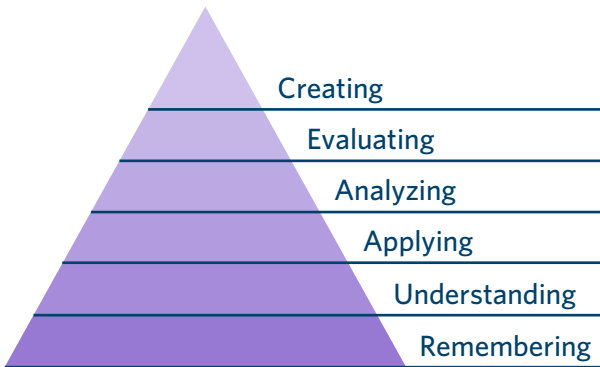 Creating
Evaluating
Analyzing
Applying
Understanding
Remembering